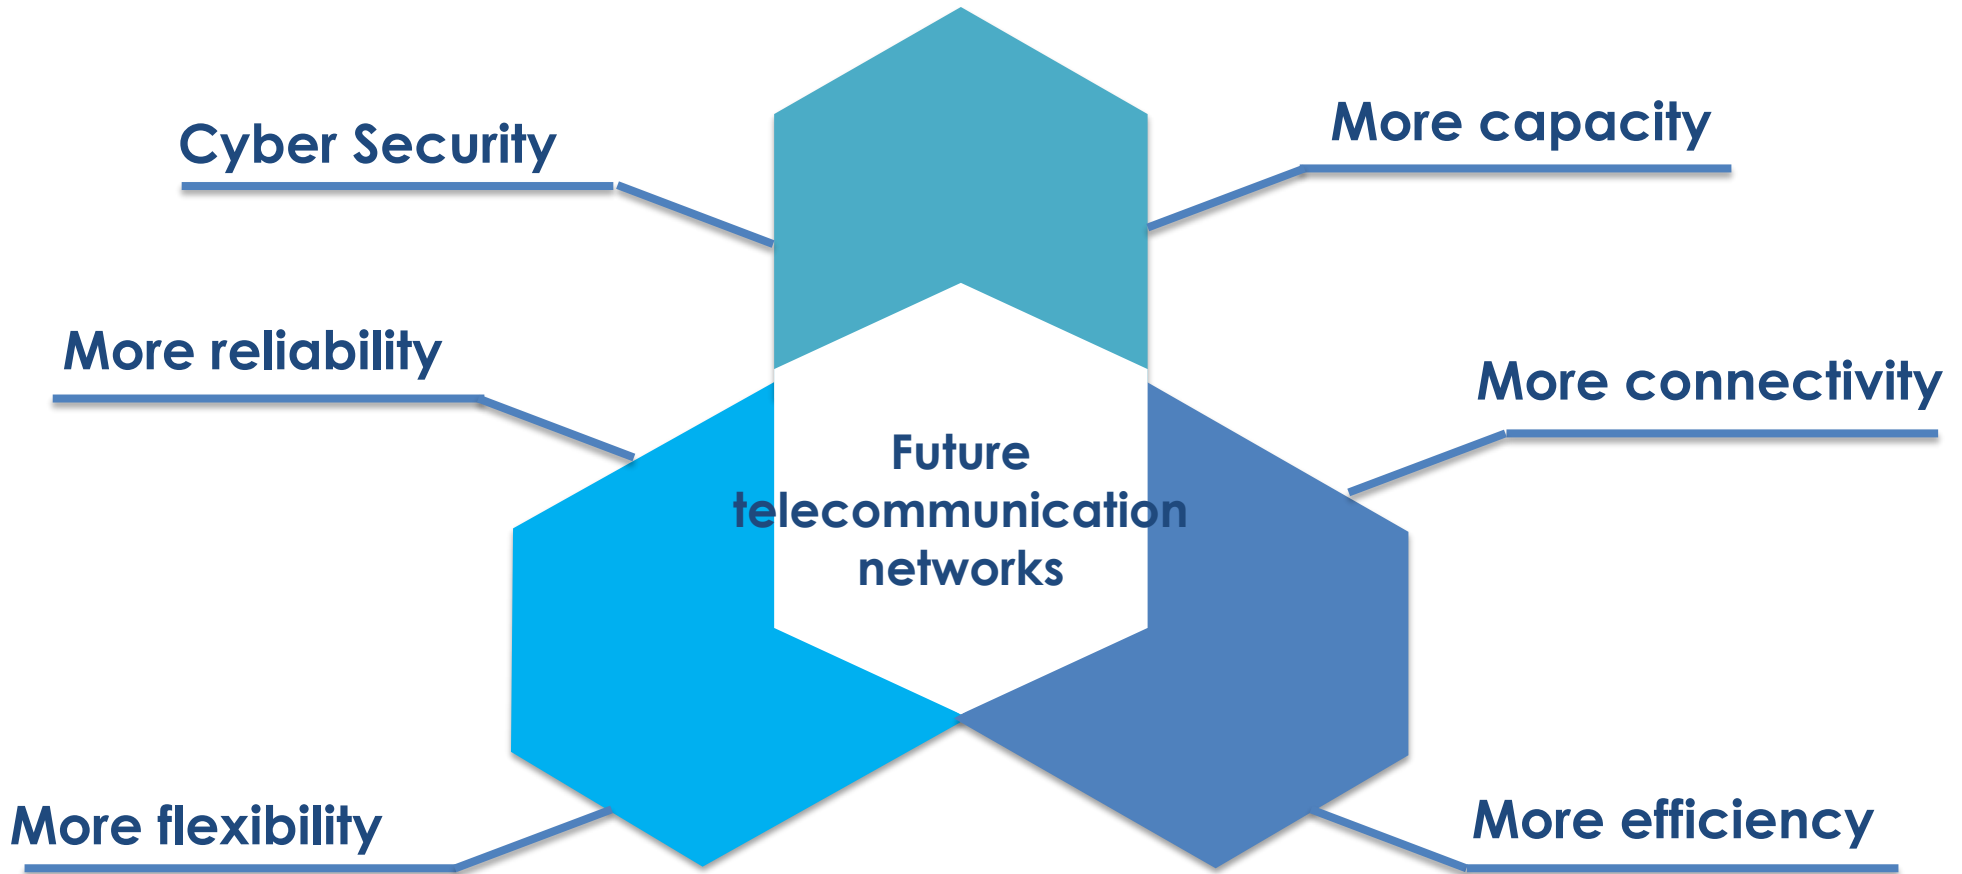 Cyber Security
More capacity
More reliability
More connectivity
Future
telecommunication
networks
More flexibility
More efficiency